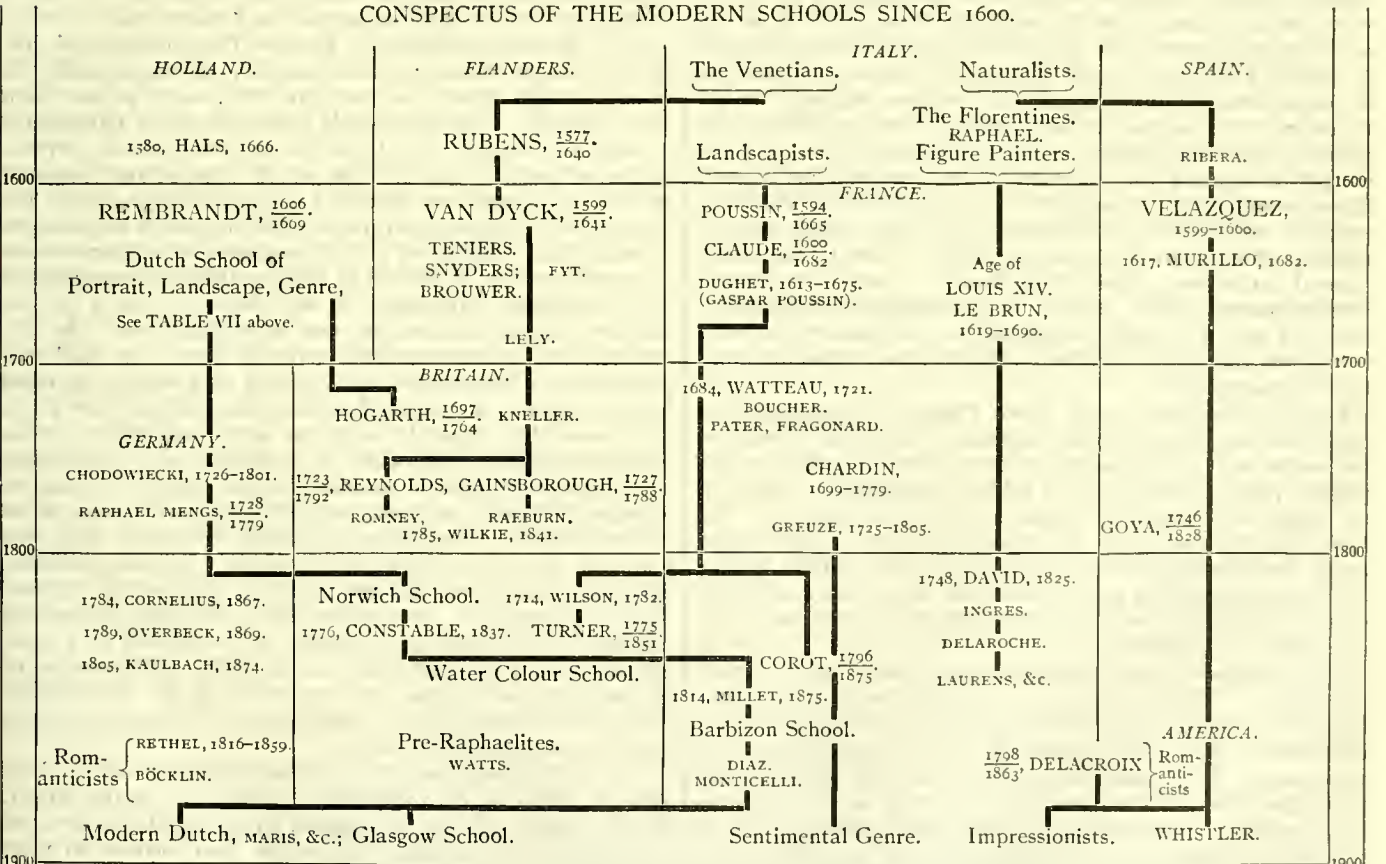 CONSPECTUS OF THE MODERN SCHOOLS SINCE 1600.
HOLLAND.
FLANDERS.
ITALY.
The Venetians.
Naturalists.
SPAIN.
1580, HALS, 1666.
RUBENS, 1577/1640.
Landscapists.
The Florentines.
RAPHAEL.
Figure Painters.
RIBERA.
1600
1600
REMBRANDT, 1606/1609.
VAN DYCK, 1599/1641.
FRANCE.
POUSSIN, 1594/1665
CLAUDE, 1600/1682
VELAZQUEZ,
1599-1600.
Dutch School of
Portrait, Landscape, Genre,
See TABLE VII above.
TENIERS.
SNYDERS;
BROUWER.
FYT.
LELY.
DUGHET, 1613-1675.
(GASPAR POUSSIN).
Age of
LOUIS XIV.
LE BRUN,
1619-1690.
1617, MURILLO, 1682.
1700
1700
BRITAIN.
HOGARTH, 1697/1764.
KNELLER.
1684, WATTEAU, 1721.
BOUCHER.
PATER, FRAGONARD.
GERMANY.
CHODOWIECKI, 1726-1801.
RAPHAEL MENGS, 1728/1779
1723/1792, REYNOLDS,
GAINSBOROUGH, 1727/1788.
ROMNEY,
RAEBURN.
1785, WILKIE, 1841.
CHARDIN,
1699-1779.
GREUZE, 1725-1805.
GOYA, 1746/1828
1800
1800
1784, CORNELIUS, 1867.
1789, OVERBECK, 1869.
1805, KAULBACH, 1874.
Norwich School.
1776, CONSTABLE, 1837.
1714, WILSON, 1782.
TURNER, 1775/1851.
Water Colour School.
COROT, 1796/1875.
1814, MILLET, 1875.
Barbizon School.
DIAZ.
MONTICELLI.
1748, DAVID, 1825.
INGRES.
DELAROCHE.
LAURENS, &c.
Rom-
anticists
RETHEL, 1816-1859.
BÖCKLIN.
Pre-Raphaelites.
WATTS.
AMERICA.
1798/1863, DELACROIX
Rom-
anti-
cists
Modern Dutch, MARIS, &c.; Glasgow School.
Sentimental Genre.
Impressionists.
WHISTLER.
1900
1900